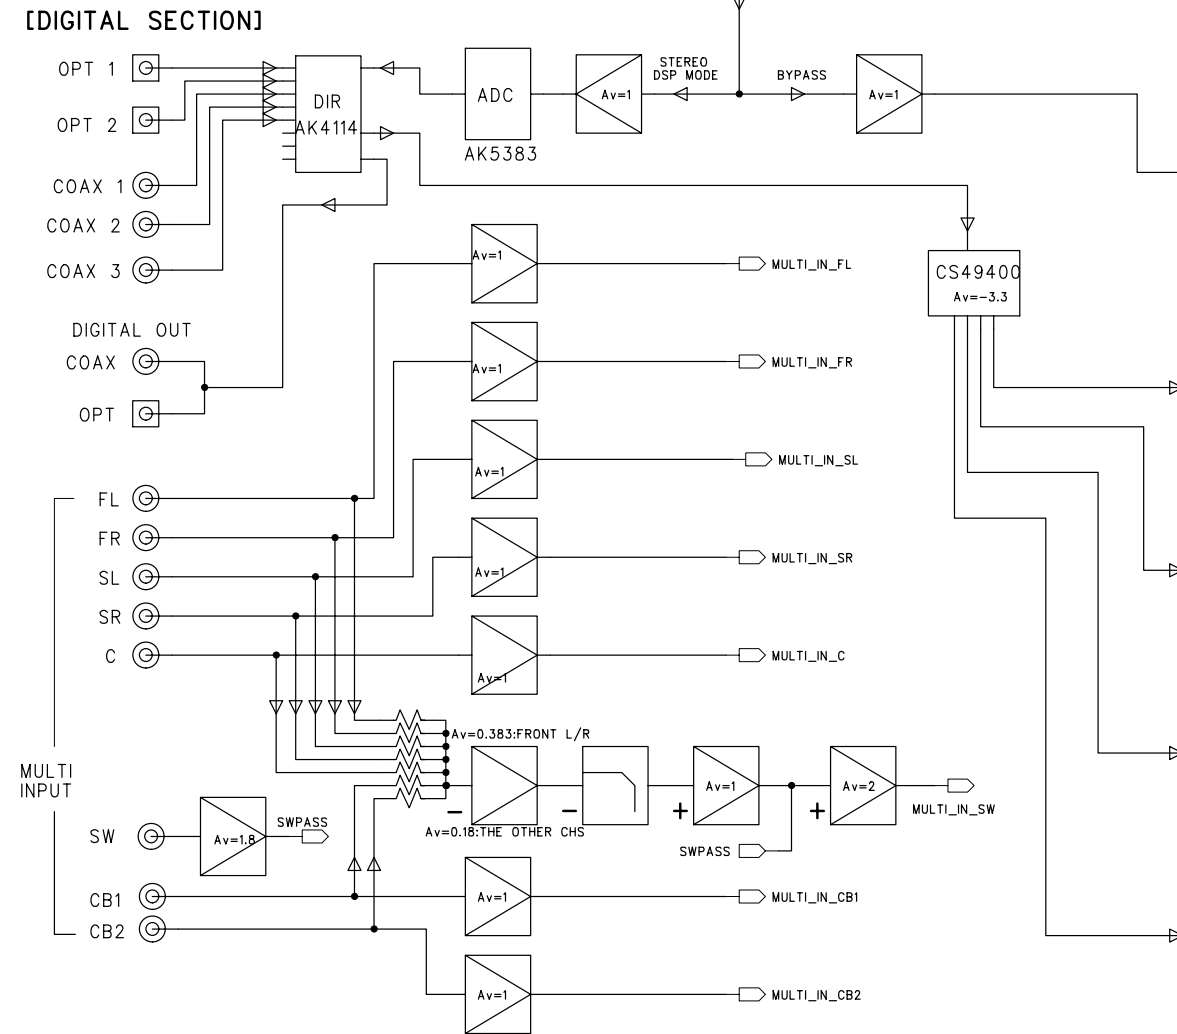 [DIGITAL SECTION]
OPT 1
OPT 2
COAX 1
COAX 2
COAX 3
DIR
AK4114
ADC
AK5383
Av=1
STEREO
DSP MODE
BYPASS
Av=1
CS49400
Av=-3.3
DIGITAL OUT
COAX
OPT
Av=1
MULTI_IN_FL
Av=1
MULTI_IN_FR
Av=1
MULTI_IN_SL
FL
FR
SL
SR
C
Av=1
MULTI_IN_SR
Av=1
MULTI_IN_C
MULTI
INPUT
Av=0.383:FRONT L/R
-
-
+
Av=1
+
Av=2
MULTI_IN_SW
Av=0.18:THE OTHER CHS
SWPASS
SW
Av=1.8
SWPASS
CB1
CB2
Av=1
MULTI_IN_CB1
Av=1
MULTI_IN_CB2